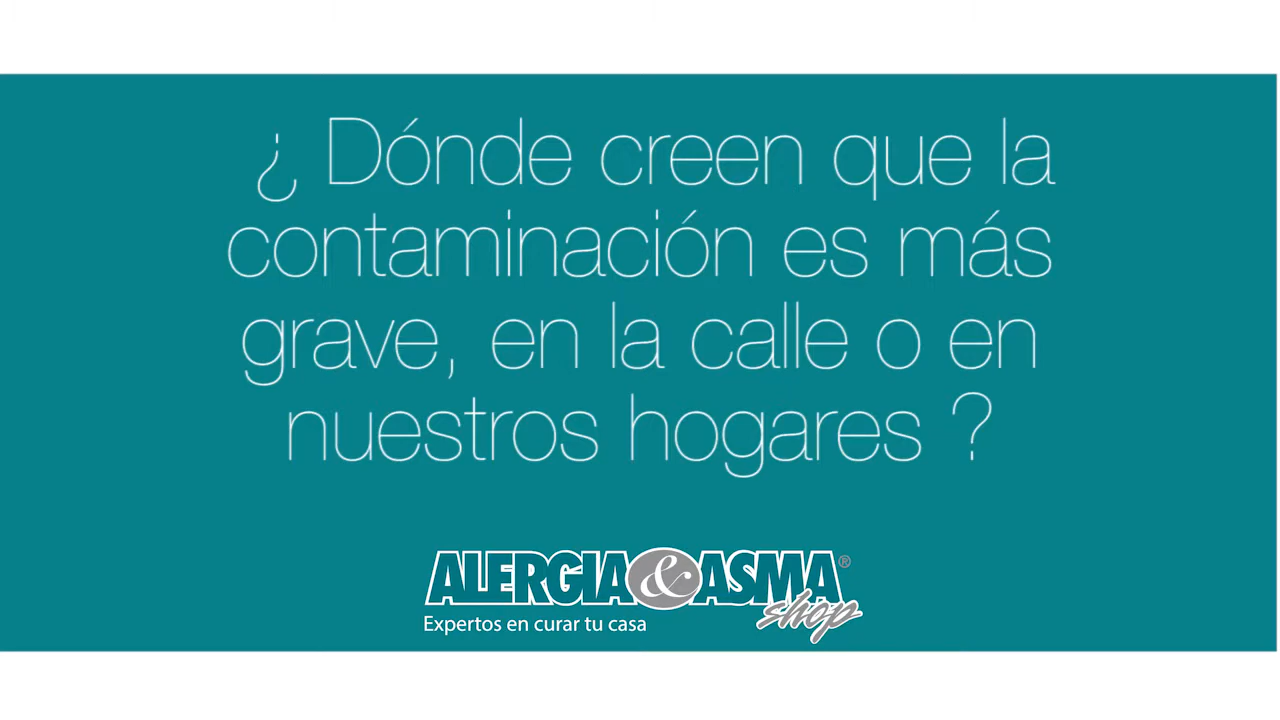 ¿ Dónde creen que la
contaminación es más
grave, en la calle o en
nuestros hogares ?
ALERGIA & ASMA ®
shop
Expertos en curar tu casa